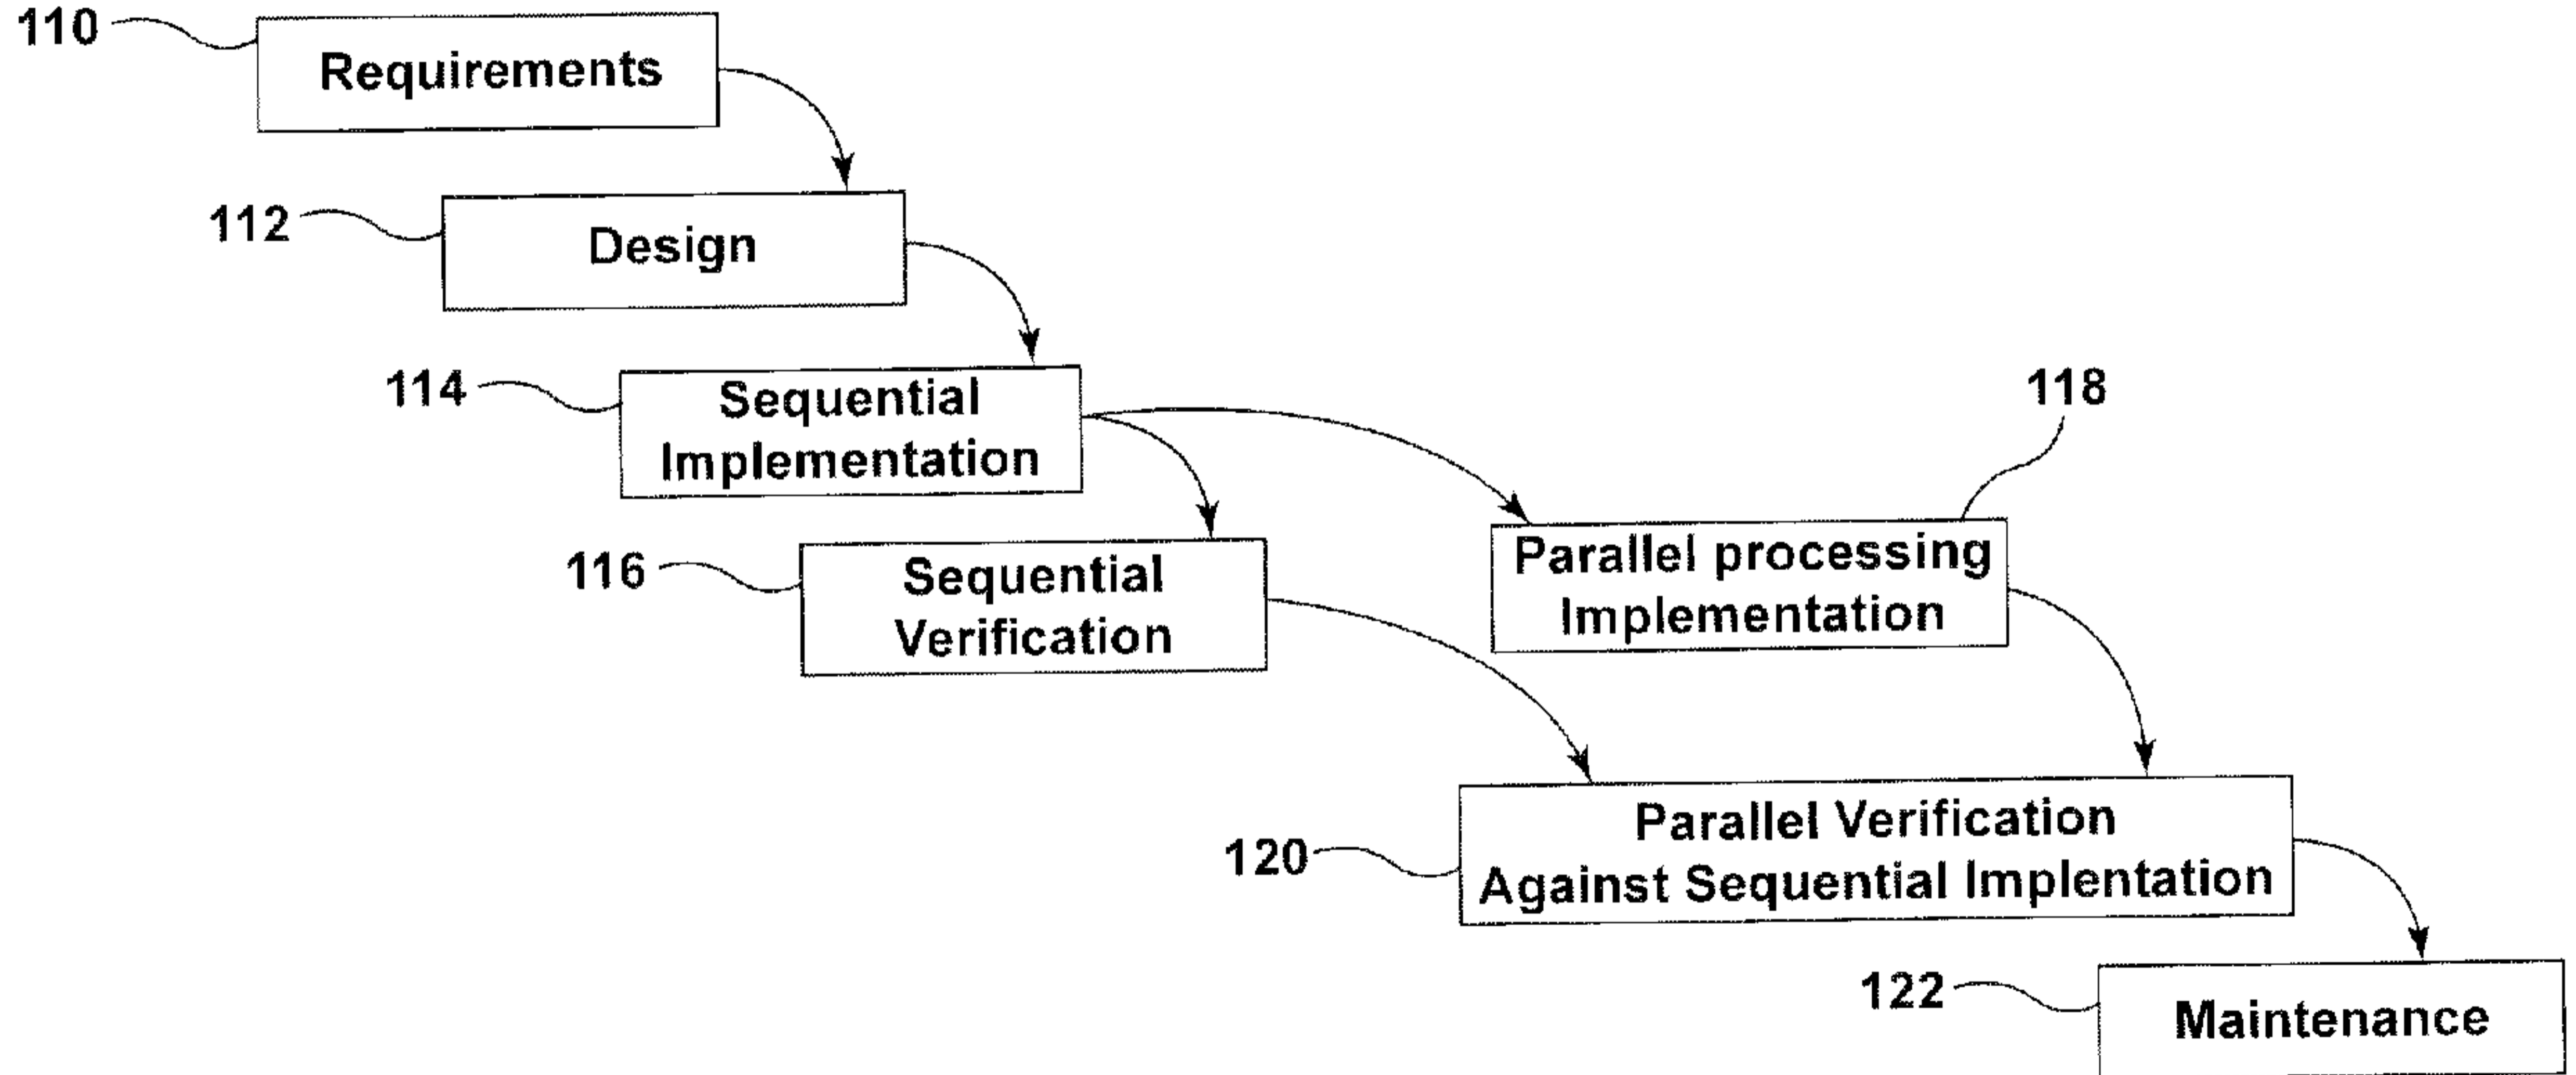 110
Requirements
112
Design
114
Sequential
Implementation
118
116
Sequential
Verification
Parallel processing
Implementation
120
Parallel Verification
Against Sequential Implentation
122
Maintenance